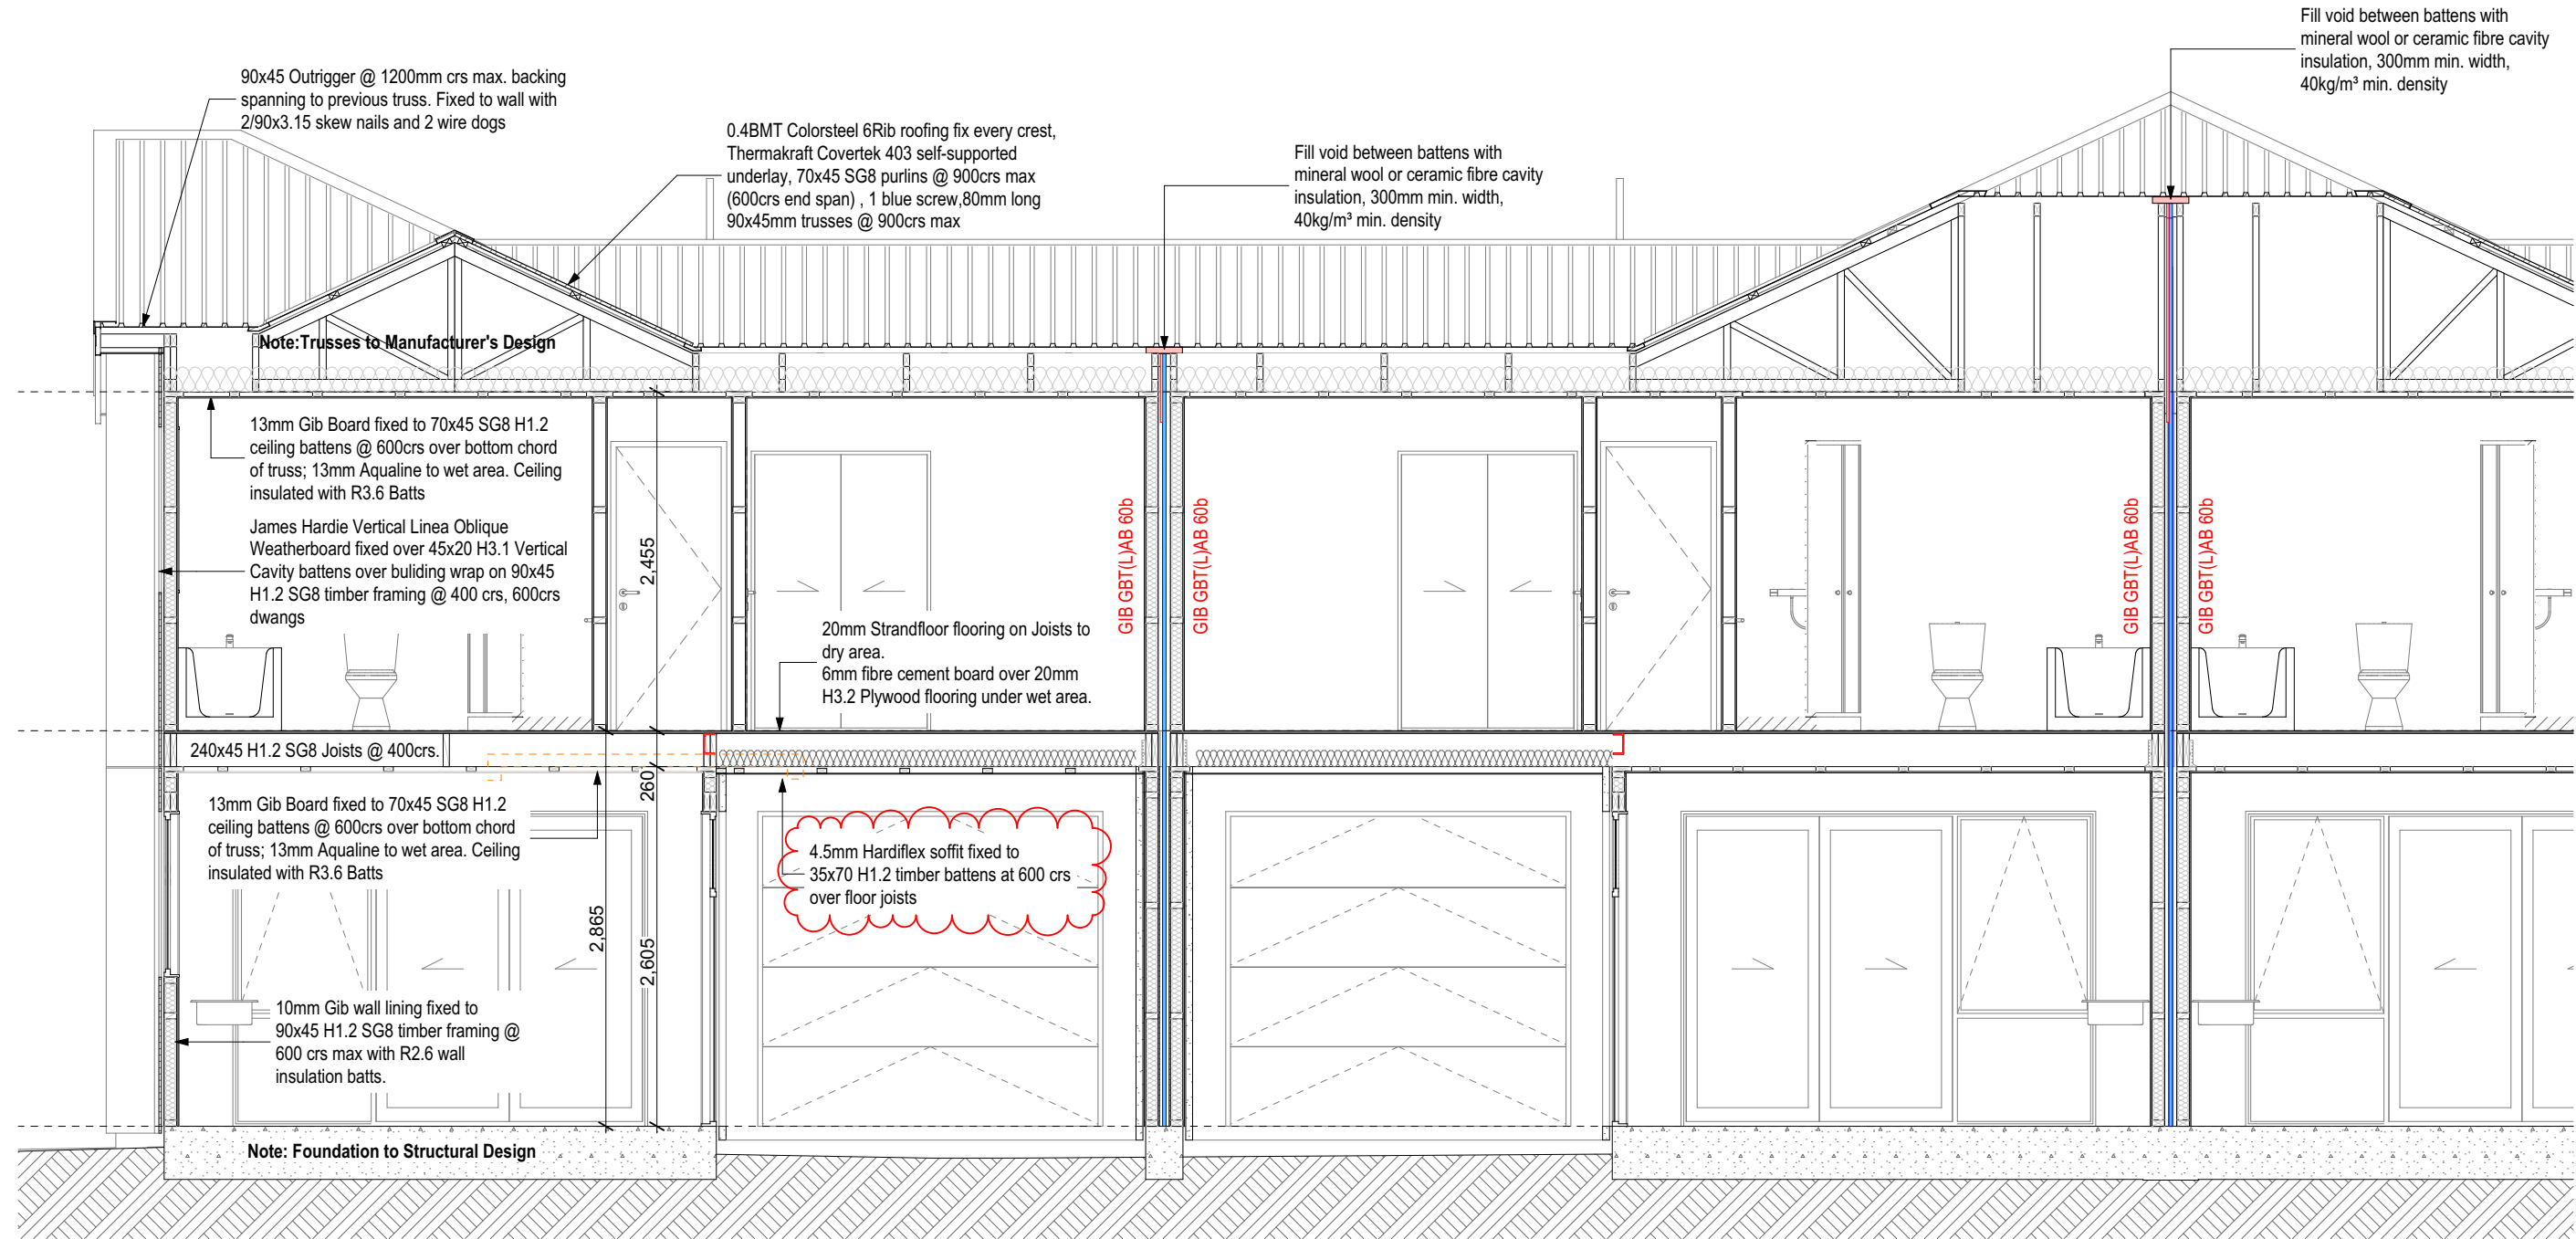 Fill void between battens with
mineral wool or ceramic fibre cavity
insulation, 300mm min. width,
40kg/m³ min. density
90x45 Outrigger @ 1200mm crs max. backing
spanning to previous truss. Fixed to wall with
2/90x3.15 skew nails and 2 wire dogs
0.4BMT Colorsteel 6Rib roofing fix every crest,
Thermakraft Covertek 403 self-supported
underlay, 70x45 SG8 purlins @ 900crs max
(600crs end span) , 1 blue screw,80mm long
90x45mm trusses @ 900crs max
Fill void between battens with
mineral wool or ceramic fibre cavity
insulation, 300mm min. width,
40kg/m³ min. density
Note:Trusses to Manufacturer's Design
13mm Gib Board fixed to 70x45 SG8 H1.2
ceiling battens @ 600crs over bottom chord
of truss; 13mm Aqualine to wet area. Ceiling
insulated with R3.6 Batts
James Hardie Vertical Linea Oblique
Weatherboard fixed over 45x20 H3.1 Vertical
Cavity battens over buliding wrap on 90x45
H1.2 SG8 timber framing @ 400 crs, 600crs
dwangs
2,455
GIB GBT(L)AB 60b
GIB GBT(L)AB 60b
GIB GBT(L)AB 60b
GIB GBT(L)AB 60b
20mm Strandfloor flooring on Joists to
dry area.
6mm fibre cement board over 20mm
H3.2 Plywood flooring under wet area.
240x45 H1.2 SG8 Joists @ 400crs.
260
13mm Gib Board fixed to 70x45 SG8 H1.2
ceiling battens @ 600crs over bottom chord
of truss; 13mm Aqualine to wet area. Ceiling
insulated with R3.6 Batts
4.5mm Hardiflex soffit fixed to
35x70 H1.2 timber battens at 600 crs
over floor joists
2,865
2,605
10mm Gib wall lining fixed to
90x45 H1.2 SG8 timber framing @
600 crs max with R2.6 wall
insulation batts.
Note: Foundation to Structural Design